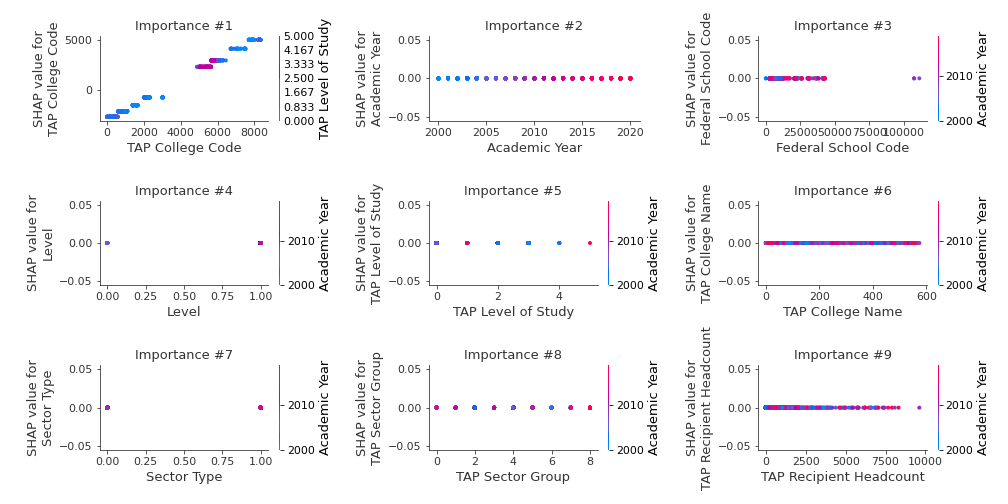 Importance #1
SHAP value for
TAP College Code
5000
0
0 2000 4000 6000 8000
TAP College Code
5.000
4.167
3.333
2.500
1.667
0.833
0.000
TAP Level of Study
Importance #2
SHAP value for
Academic Year
0.05
0.00
−0.05
2000 2005 2010 2015 2020
Academic Year
Importance #3
SHAP value for
Federal School Code
0.05
0.00
−0.05
0 25000 50000 75000 100000
Federal School Code
2010
2000
Academic Year
Importance #4
SHAP value for
Level
0.05
0.00
−0.05
0.00 0.25 0.50 0.75 1.00
Level
2010
2000
Academic Year
Importance #5
SHAP value for
TAP Level of Study
0.05
0.00
−0.05
0 2 4
TAP Level of Study
2010
2000
Academic Year
Importance #6
SHAP value for
TAP College Name
0.05
0.00
−0.05
0 200 400 600
TAP College Name
2010
2000
Academic Year
Importance #7
SHAP value for
Sector Type
0.05
0.00
−0.05
0.00 0.25 0.50 0.75 1.00
Sector Type
2010
2000
Academic Year
Importance #8
SHAP value for
TAP Sector Group
0.05
0.00
−0.05
0 2 4 6 8
TAP Sector Group
2010
2000
Academic Year
Importance #9
SHAP value for
TAP Recipient Headcount
0.05
0.00
−0.05
0 2500 5000 7500 10000
TAP Recipient Headcount
2010
2000
Academic Year